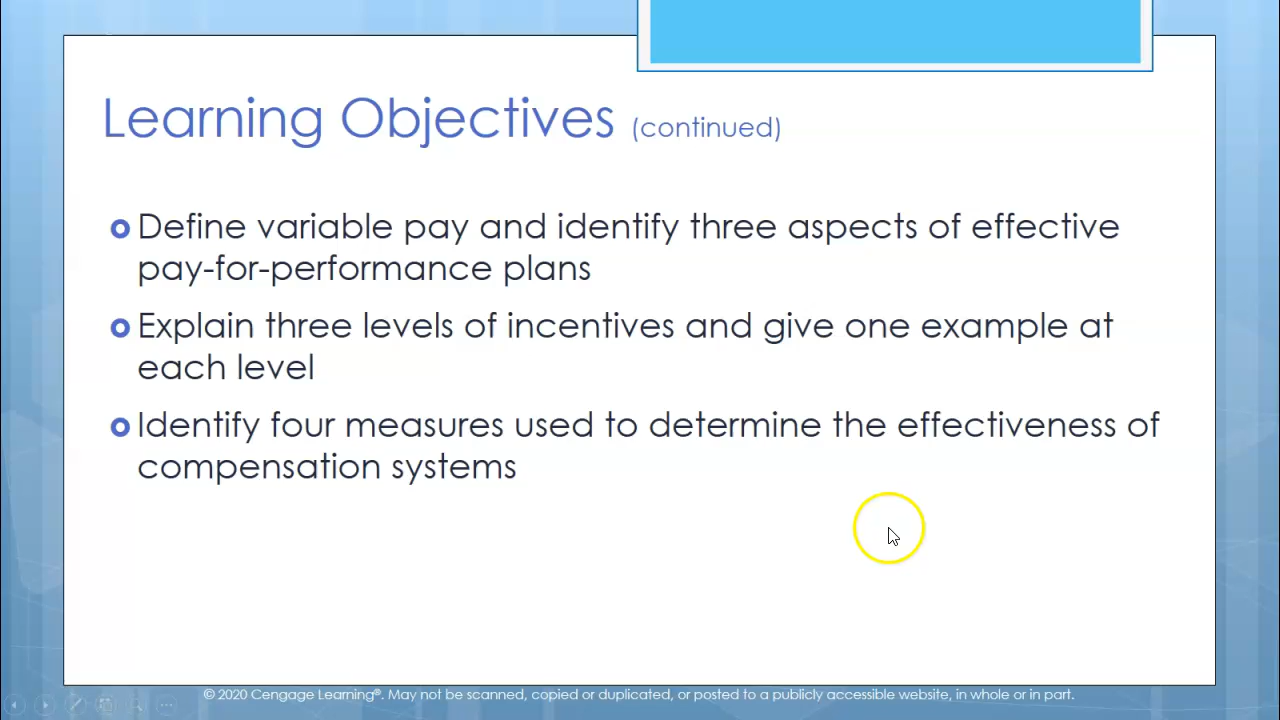 Learning Objectives (continued)
Define variable pay and identify three aspects of effective
pay-for-performance plans
Explain three levels of incentives and give one example at
each level
Identify four measures used to determine the effectiveness of
compensation systems
© 2020 Cengage Learning®. May not be scanned, copied or duplicated, or posted to a publicly accessible website, in whole or in part.